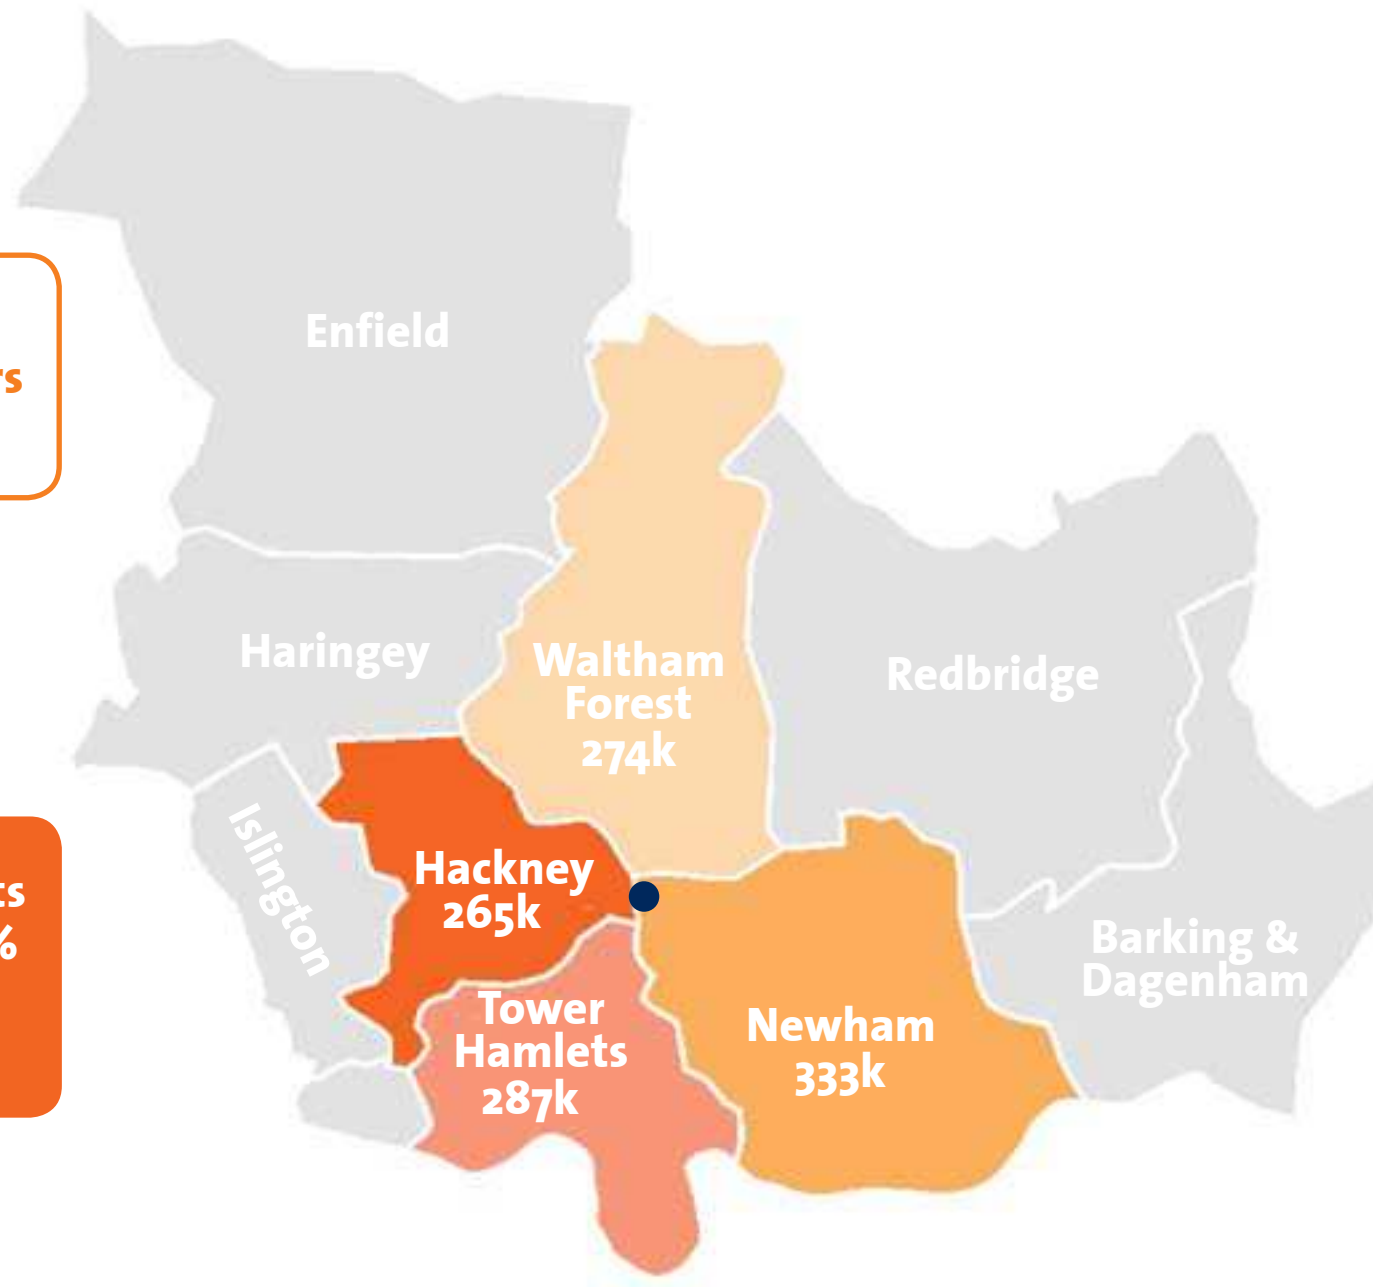 Enfield
Haringey
Waltham
Forest
274k
Redbridge
Islington
Hackney
265k
Barking &
Dagenham
Tower
Hamlets
287k
Newham
333k
%